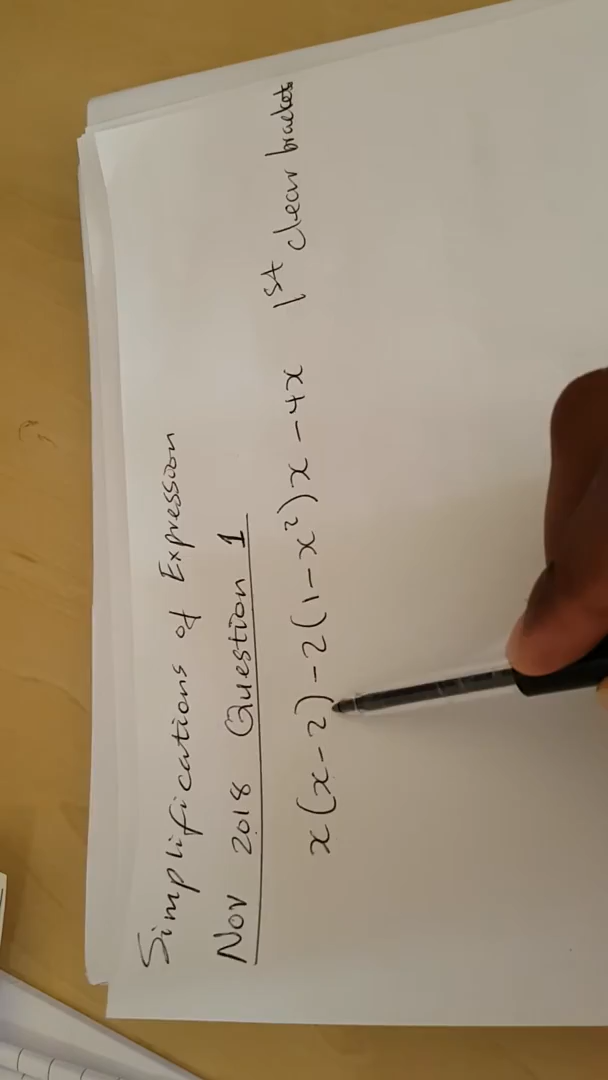 Simplifications of Expression
Nov 2018 Question 1
x(x-2)-2(1-x²)x-4x 1st clear brackets